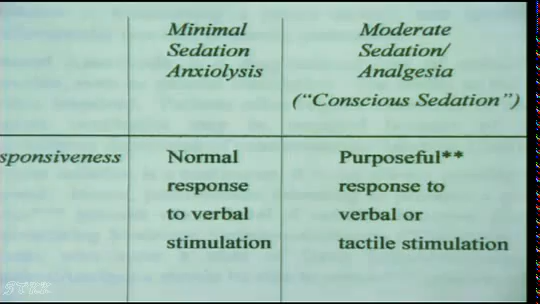 Minimal
Sedation
Anxiolysis
Moderate
Sedation/
Analgesia
("Conscious Sedation")
sponsiveness
Normal
response
to verbal
stimulation
Purposeful**
response to
verbal or
tactile stimulation